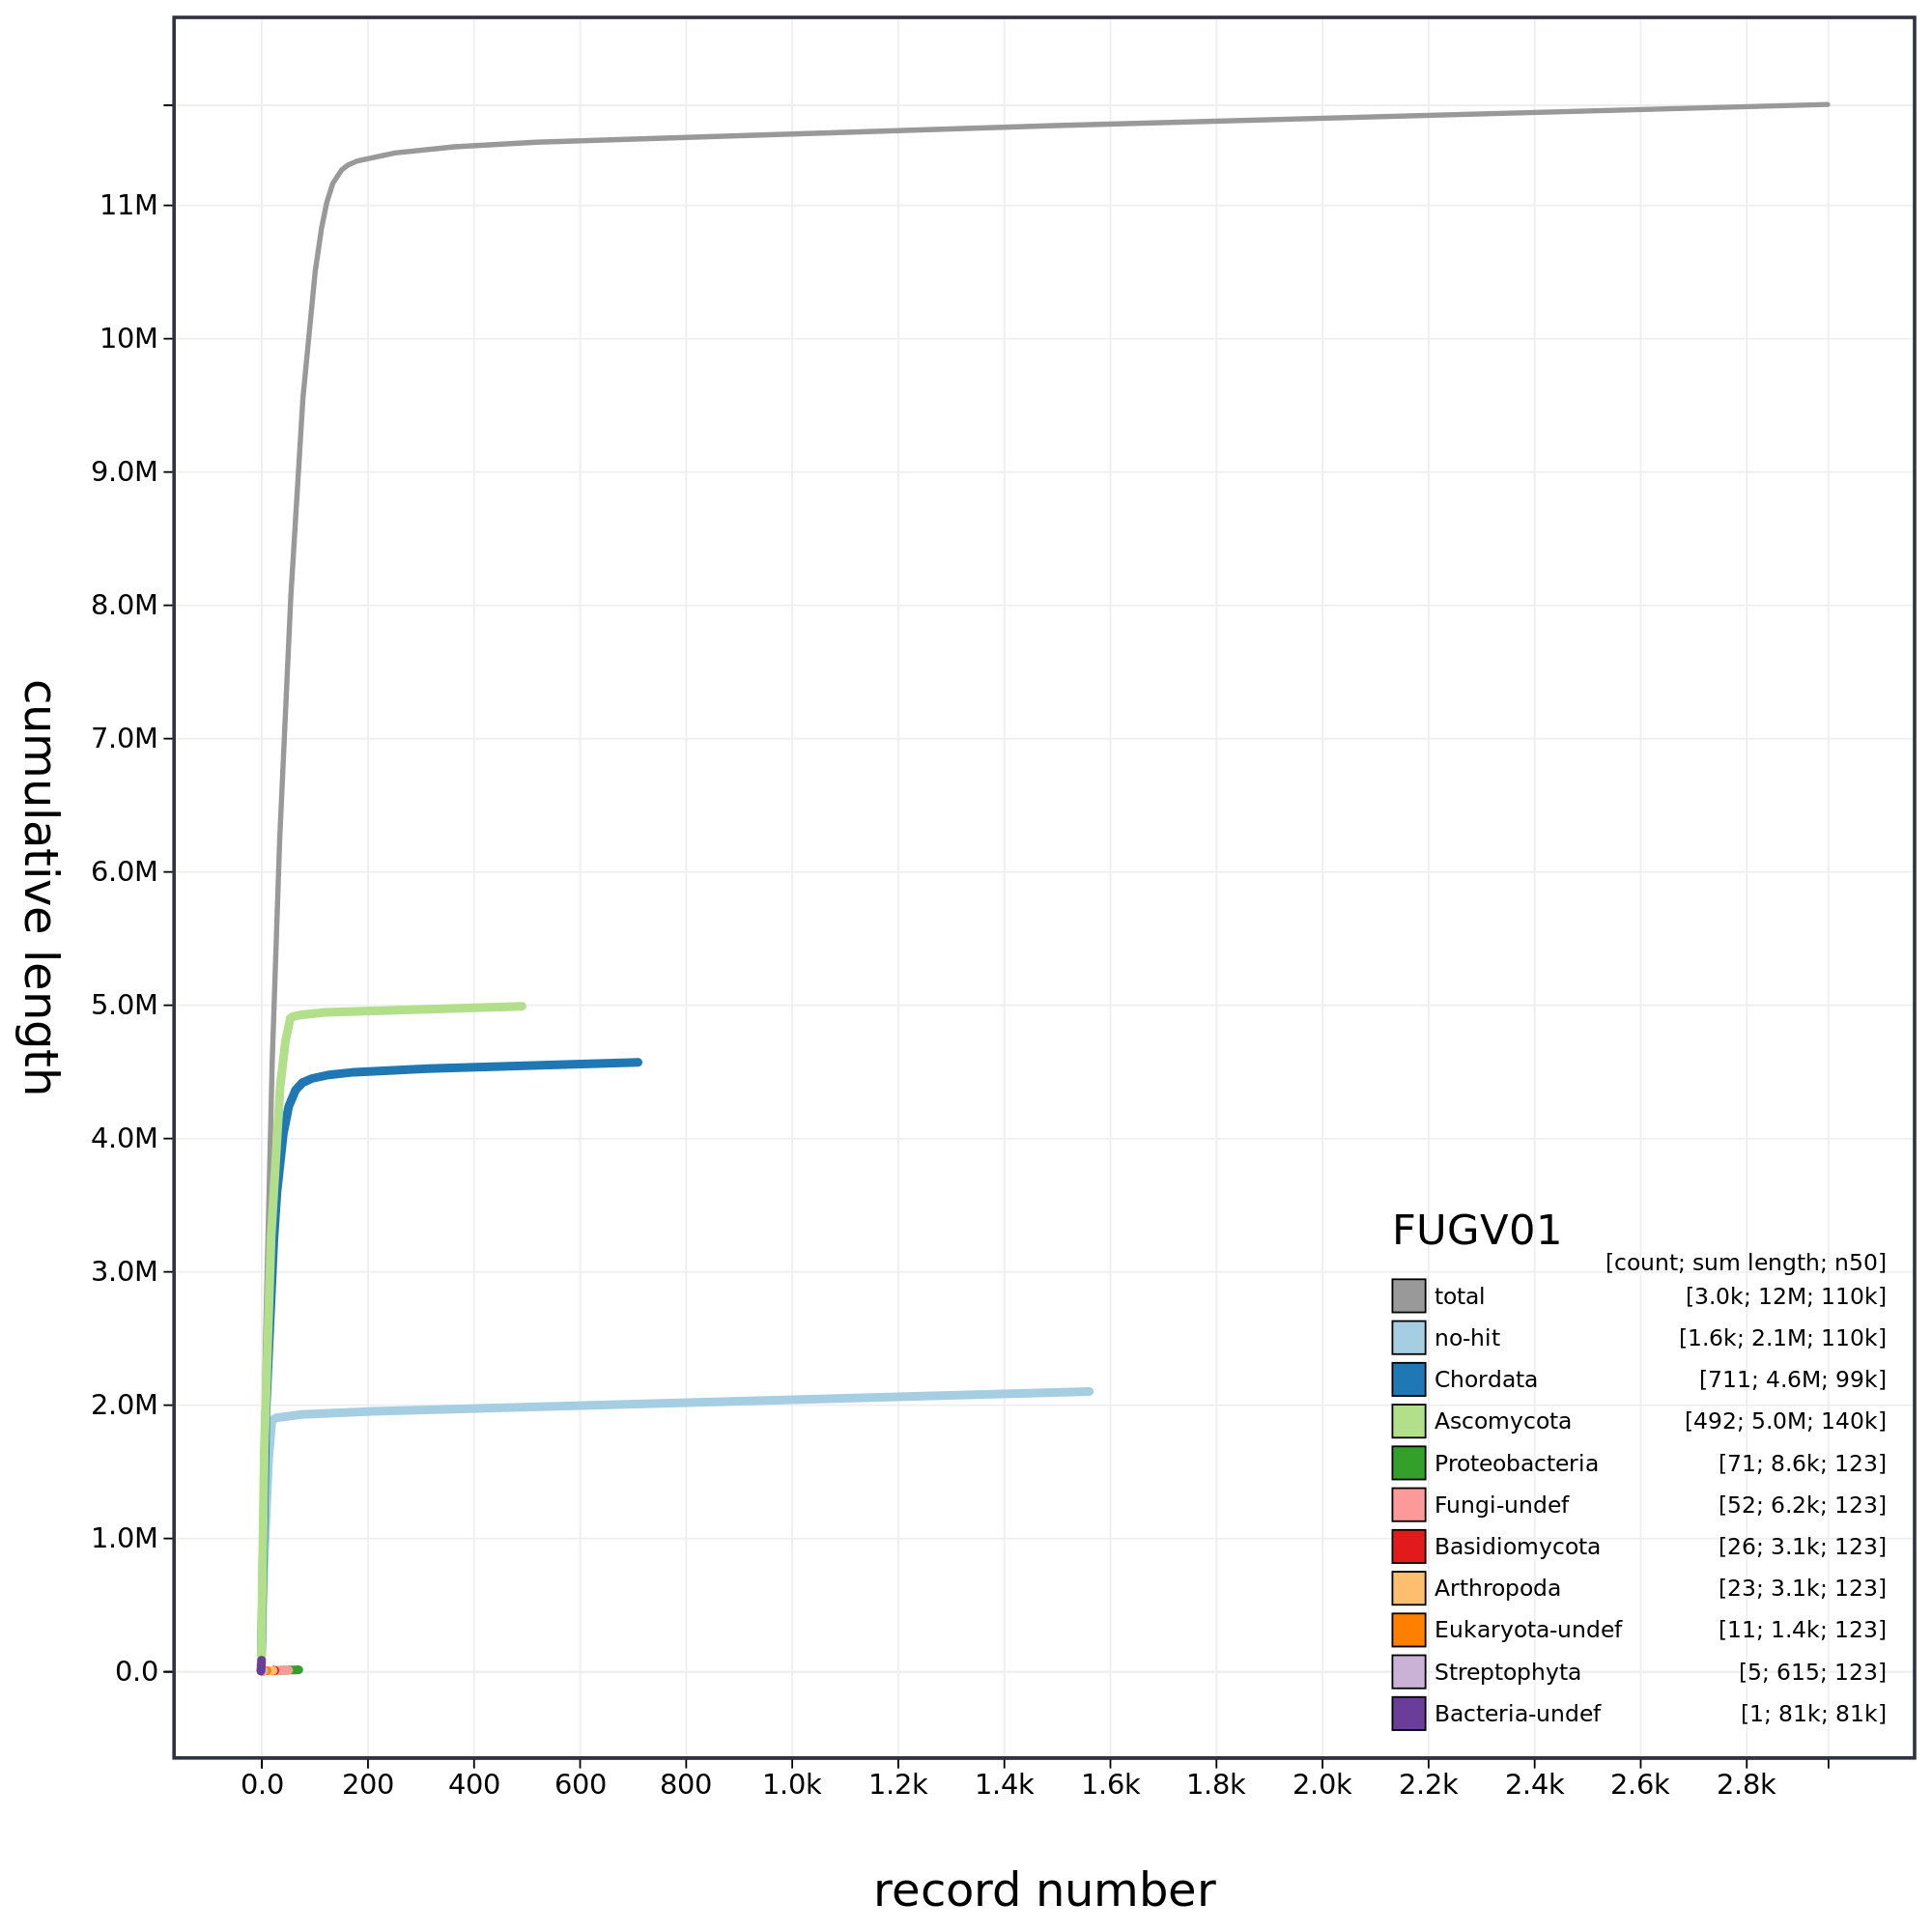 cumulative length
11M
10M
9.0M
8.0M
7.0M
6.0M
5.0M
4.0M
3.0M
2.0M
1.0M
0.0
FUGV01
[count; sum length; n50]
total [3.0k; 12M; 110k]
no-hit [1.6k; 2.1M; 110k]
Chordata [711; 4.6M; 99k]
Ascomycota [492; 5.0M; 140k]
Proteobacteria [71; 8.6k; 123]
Fungi-undef [52; 6.2k; 123]
Basidiomycota [26; 3.1k; 123]
Arthropoda [23; 3.1k; 123]
Eukaryota-undef [11; 1.4k; 123]
Streptophyta [5; 615; 123]
Bacteria-undef [1; 81k; 81k]
0.0 200 400 600 800 1.0k 1.2k 1.4k 1.6k 1.8k 2.0k 2.2k 2.4k 2.6k 2.8k
record number